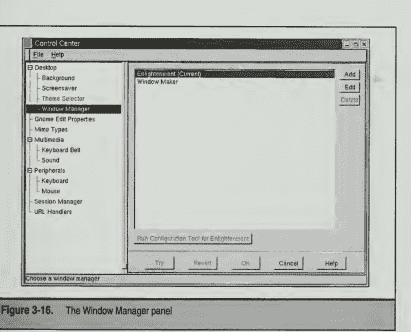 Control Center
File Help
Desktop
Background
Screensaver
Theme Selector
Window Manager
Gnome Edit Properties
Mime Types
Multimedia
Keyboard Bell
Sound
Peripherals
Keyboard
Mouse
Session Manager
URL Handlers
Enlightenment (Current)
Window Maker
Add
Edit
Delete
Run Configuration Tool for Enlightenment
Try Revert OK Cancel Help
Choose a window manager
Figure 3-16. The Window Manager panel